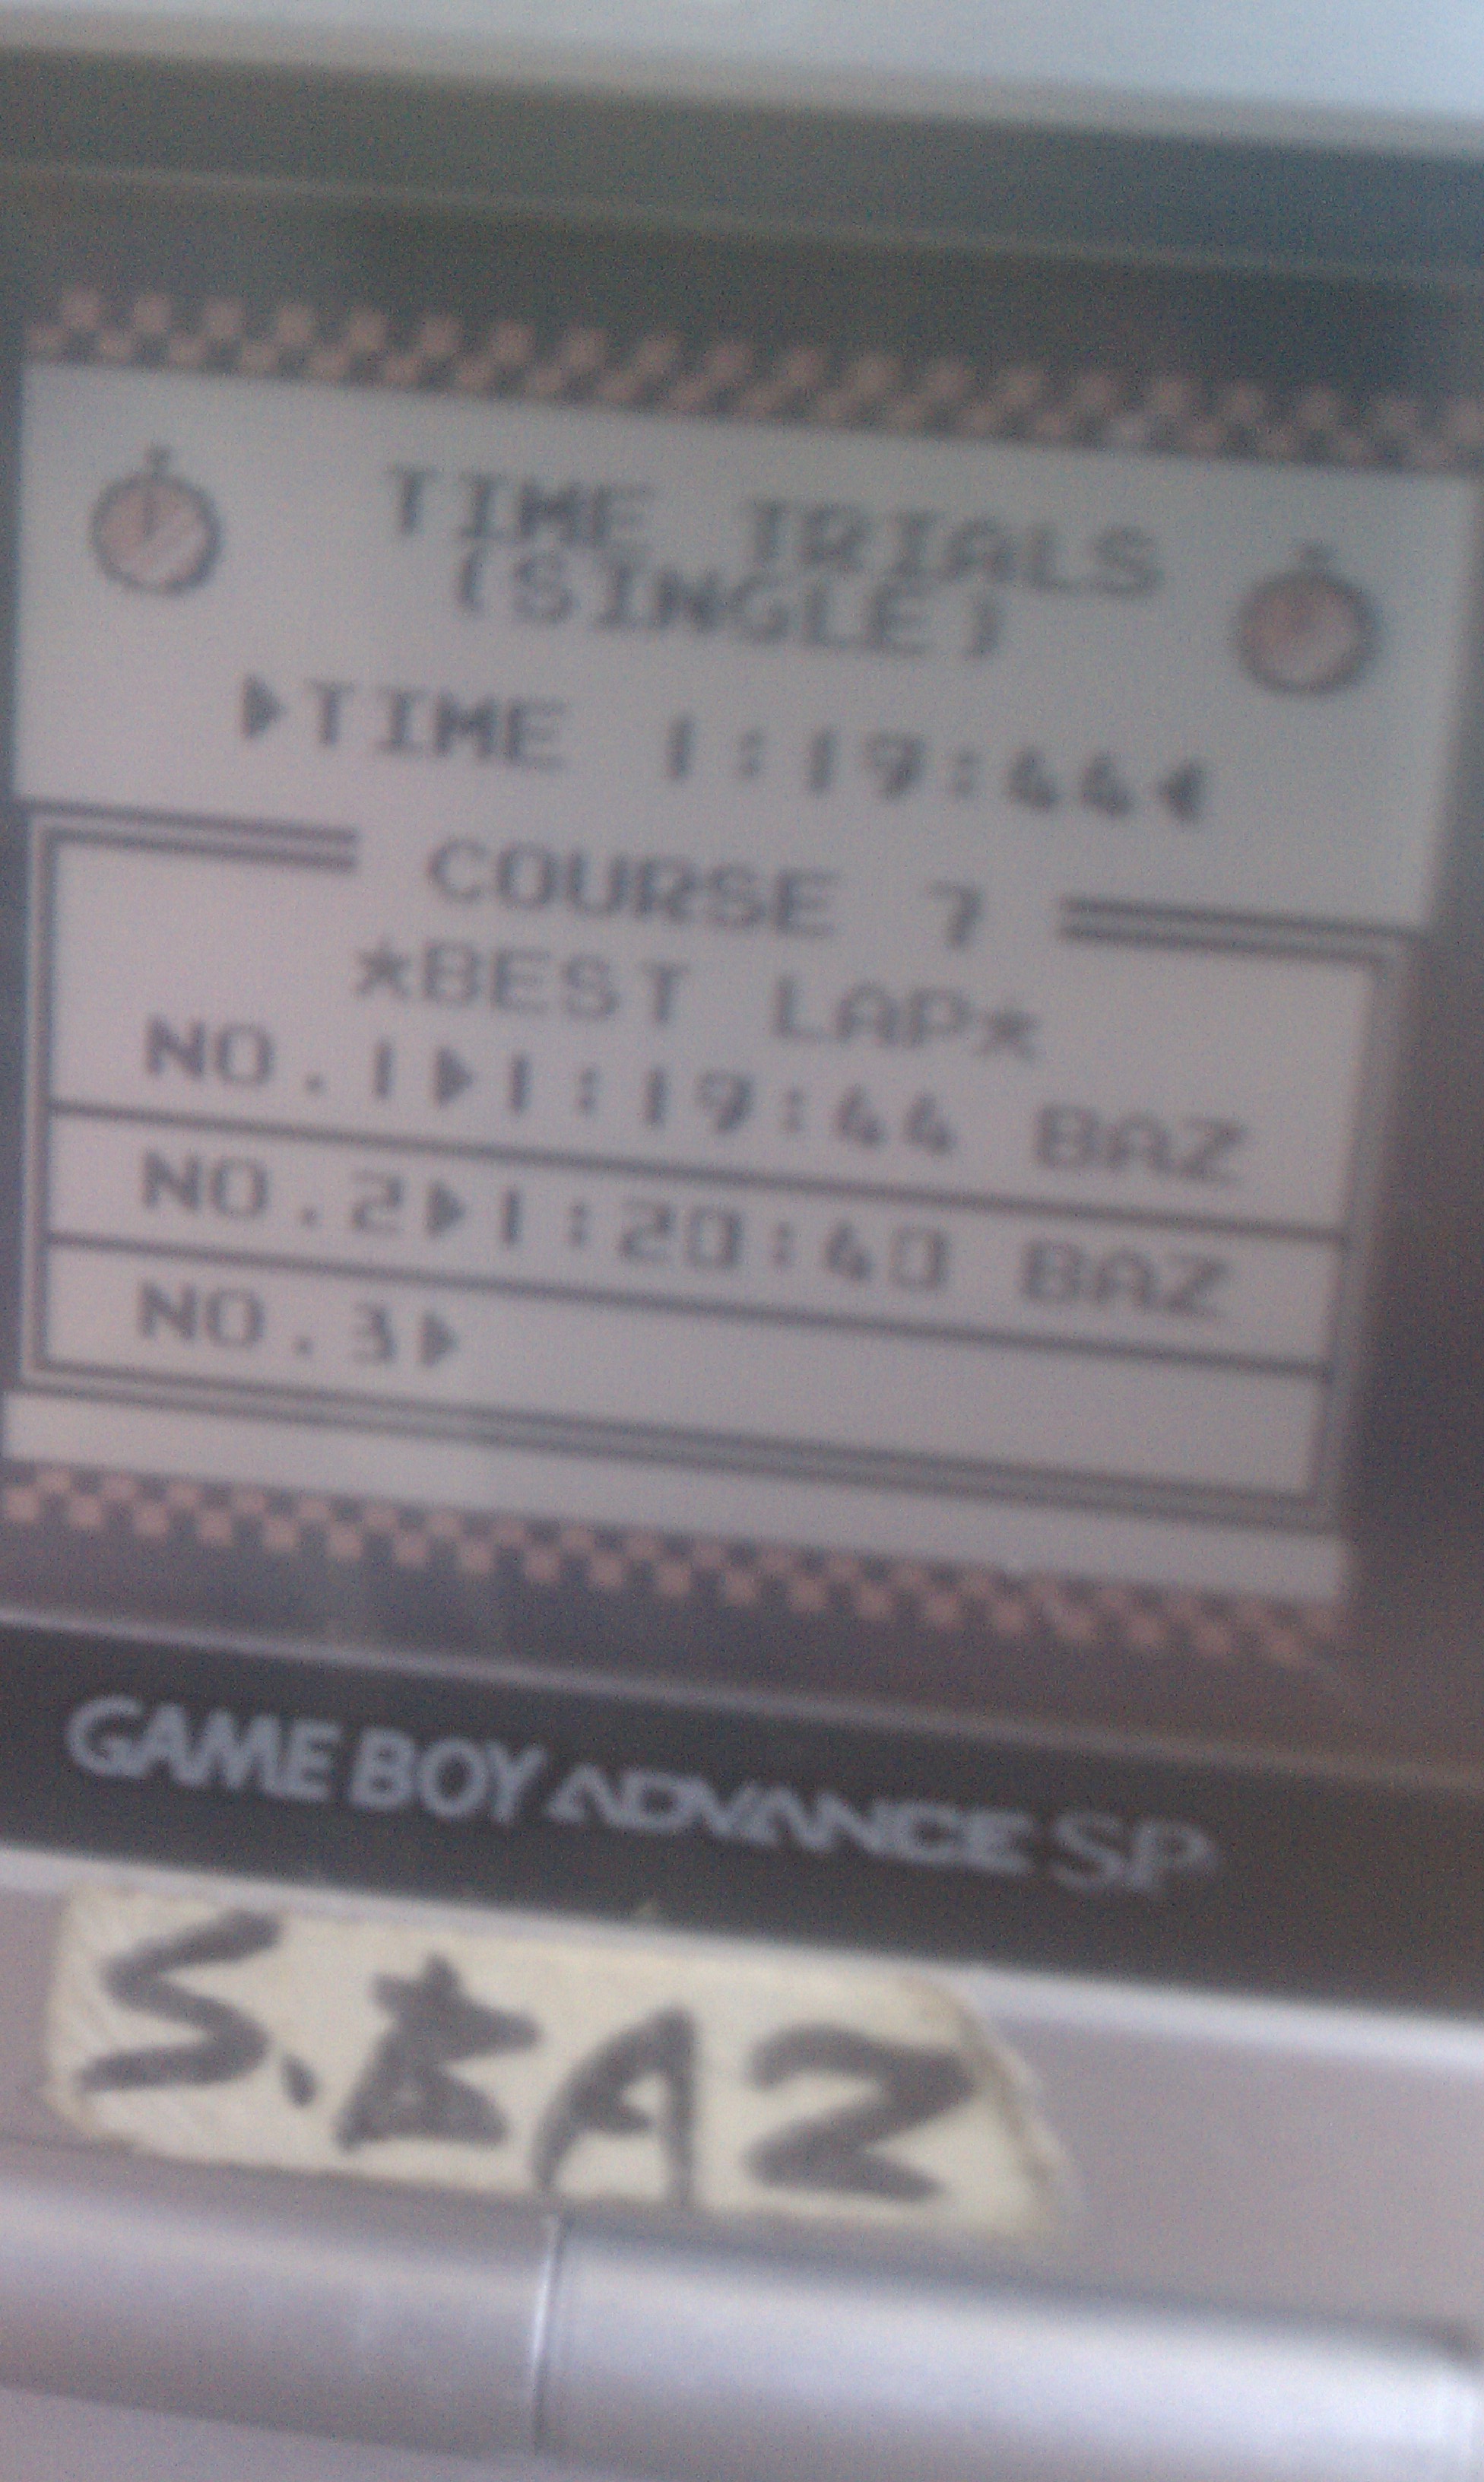 TIME TRIALS
(SINGLE)
▶TIME 1:19:44◀
COURSE 7
★BEST LAP★
NO.1▶1:19:44 BAZ
NO.2▶1:20:40 BAZ
NO.3▶
GAME BOY ADVANCE SP
S.BAZ